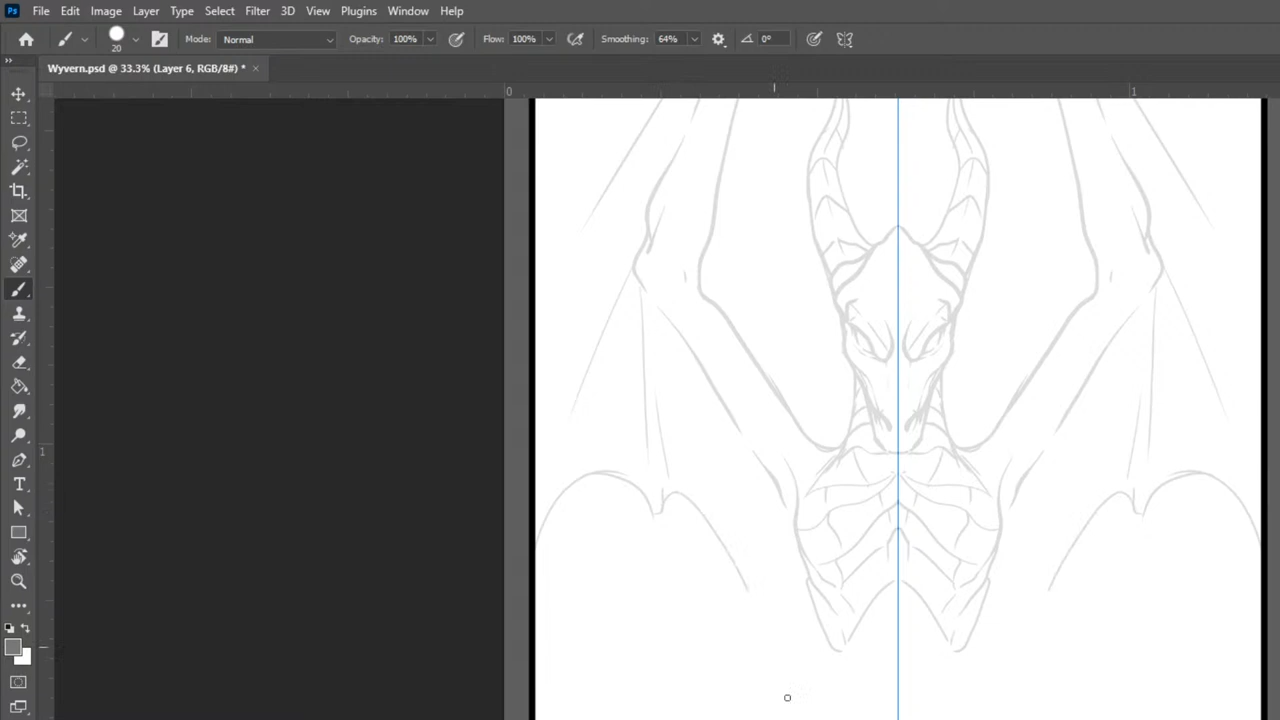 Ps File Edit Image Layer Type Select Filter 3D View Plugins Window Help
20 Mode: Normal Opacity: 100% Flow: 100% Smoothing: 64% 0°
Wyvern.psd @ 33.3% (Layer 6, RGB/8#) * ×
0 1
1
T